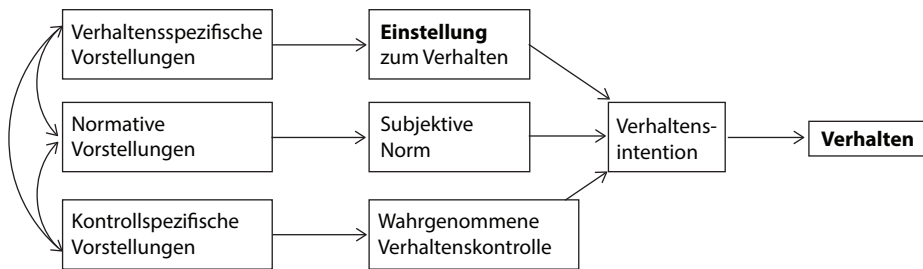 Verhaltensspezifische
Vorstellungen
Einstellung
zum Verhalten
Normative
Vorstellungen
Subjektive
Norm
Verhaltens-
intention
Verhalten
Kontrollspezifische
Vorstellungen
Wahrgenommene
Verhaltenskontrolle